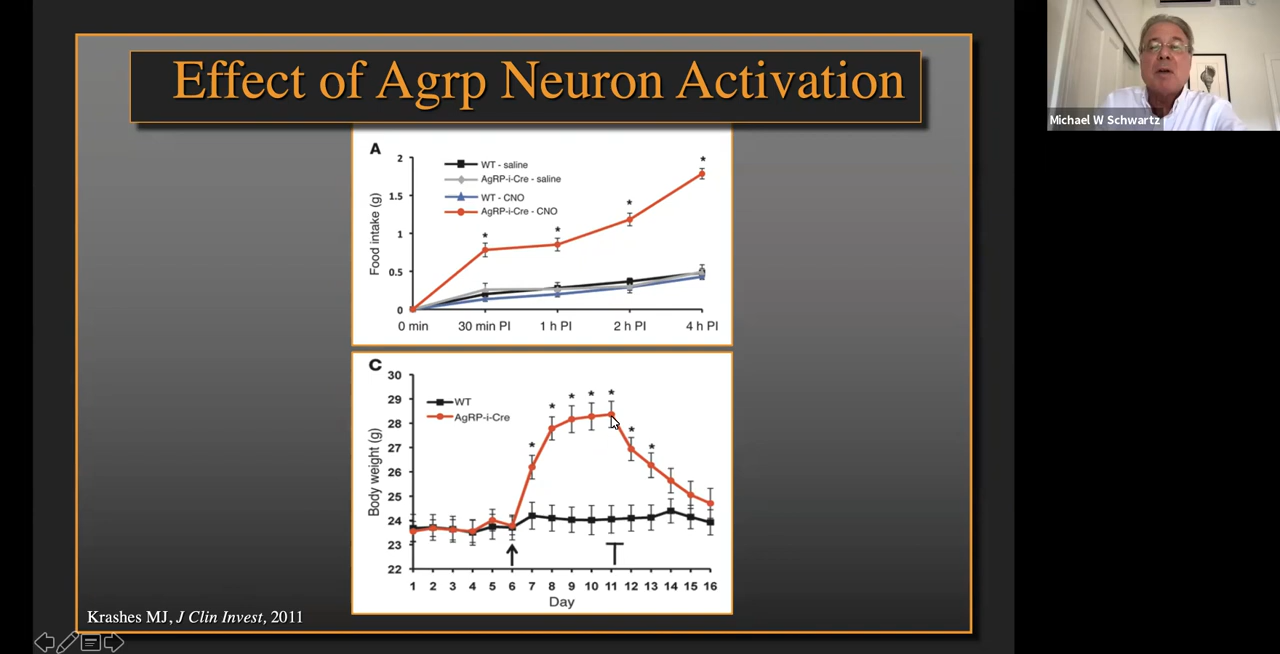 Effect of Agrp Neuron Activation
Michael W Schwartz
A
WT - saline
AgRP-i-Cre - saline
WT - CNO
AgRP-i-Cre - CNO
Food intake (g)
2
1.5
1
0.5
0
* * * *
0 min 30 min PI 1 h PI 2 h PI 4 h PI
C
WT
AgRP-i-Cre
Body weight (g)
30
29
28
27
26
25
24
23
22
* * * * * * *
1 2 3 4 5 6 7 8 9 10 11 12 13 14 15 16
Day
Krashes MJ, J Clin Invest, 2011